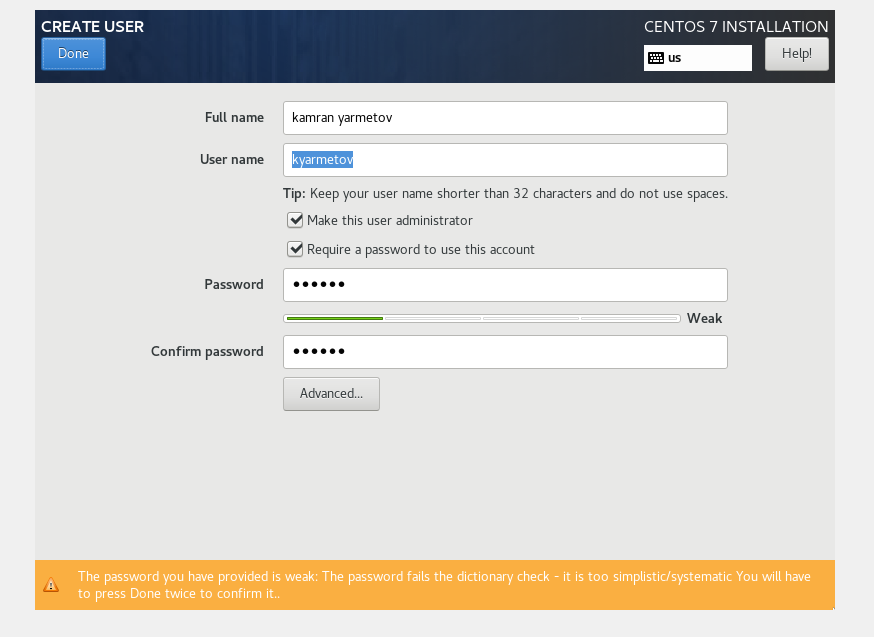 CREATE USER
CENTOS 7 INSTALLATION
Done
us
Help!
Full name
kamran yarmetov
User name
kyarmetov
Tip: Keep your user name shorter than 32 characters and do not use spaces.
Make this user administrator
Require a password to use this account
Password
••••••
Weak
Confirm password
••••••
Advanced...
The password you have provided is weak: The password fails the dictionary check - it is too simplistic/systematic You will have
to press Done twice to confirm it..